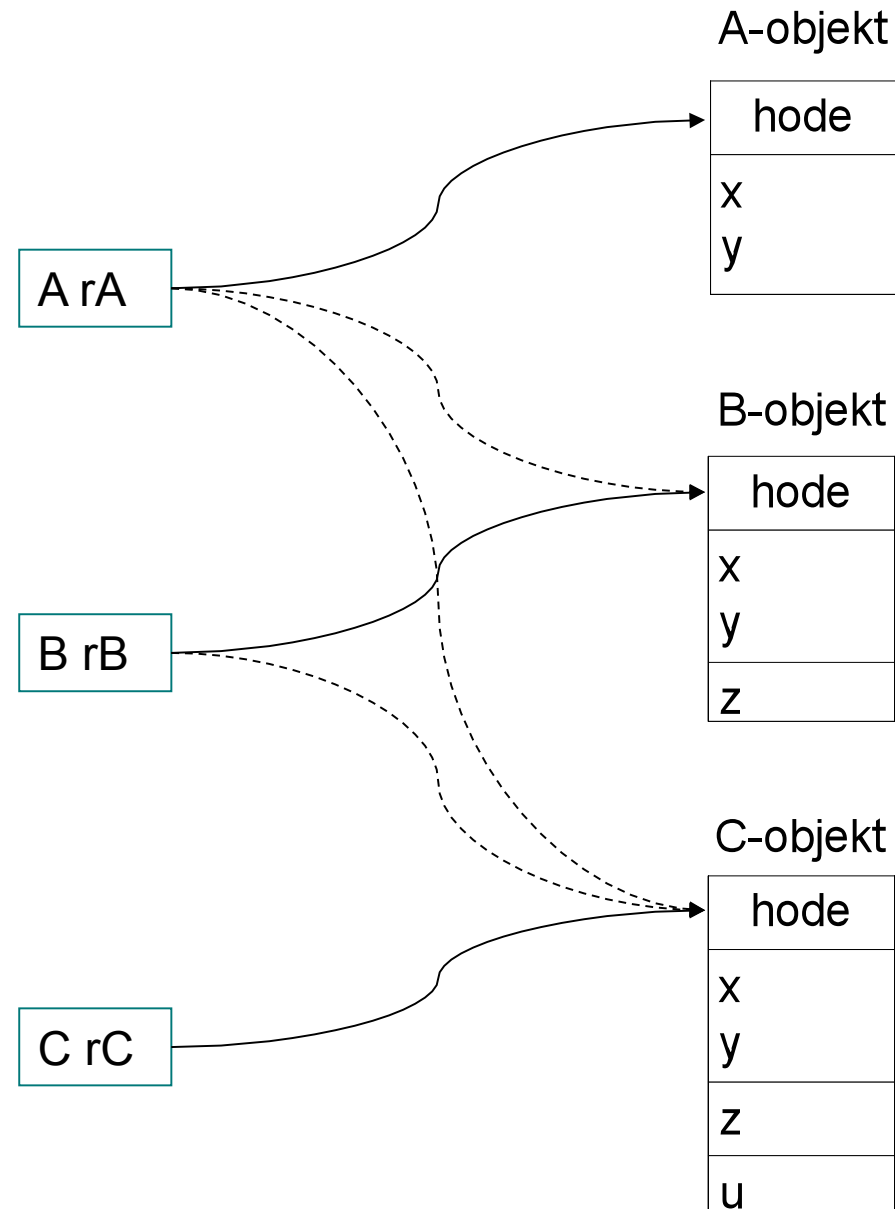 A-objekt
hode
x
y
A rA
B-objekt
hode
x
y
z
B rB
C-objekt
hode
x
y
z
u
C rC